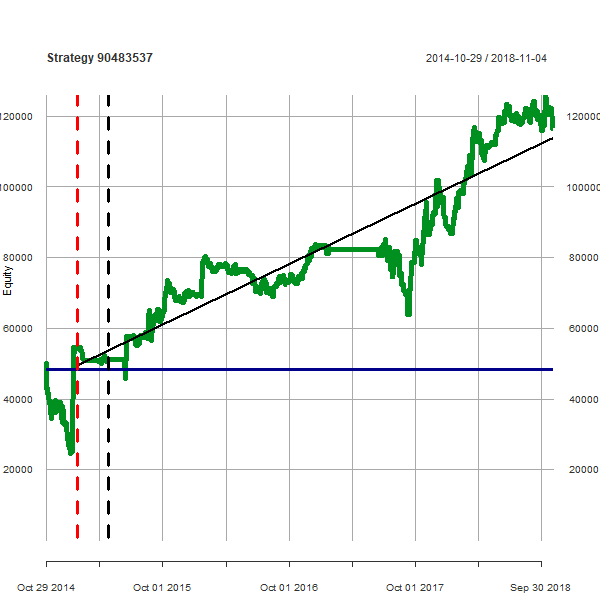 Strategy 90483537
2014-10-29 / 2018-11-04
120000
120000
100000
100000
80000
80000
Equity
60000
60000
40000
40000
20000
20000
Oct 29 2014
Oct 01 2015
Oct 01 2016
Oct 01 2017
Sep 30 2018